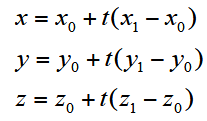 x = x₀ + t(x₁ − x₀)
y = y₀ + t(y₁ − y₀)
z = z₀ + t(z₁ − z₀)